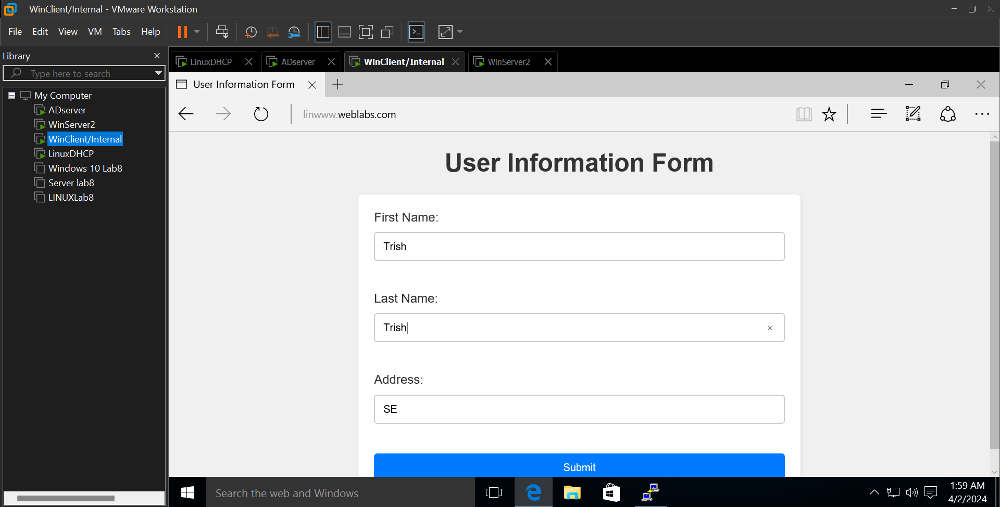 WinClient/Internal - VMware Workstation
File Edit View VM Tabs Help
Library
Type here to search
My Computer
ADserver
WinServer2
WinClient/Internal
LinuxDHCP
Windows 10 Lab8
Server lab8
LINUXLab8
LinuxDHCP ADserver WinClient/Internal WinServer2
User Information Form
linwww.weblabs.com
User Information Form
First Name:
Trish
Last Name:
Trish
Address:
SE
Submit
Search the web and Windows
1:59 AM
4/2/2024